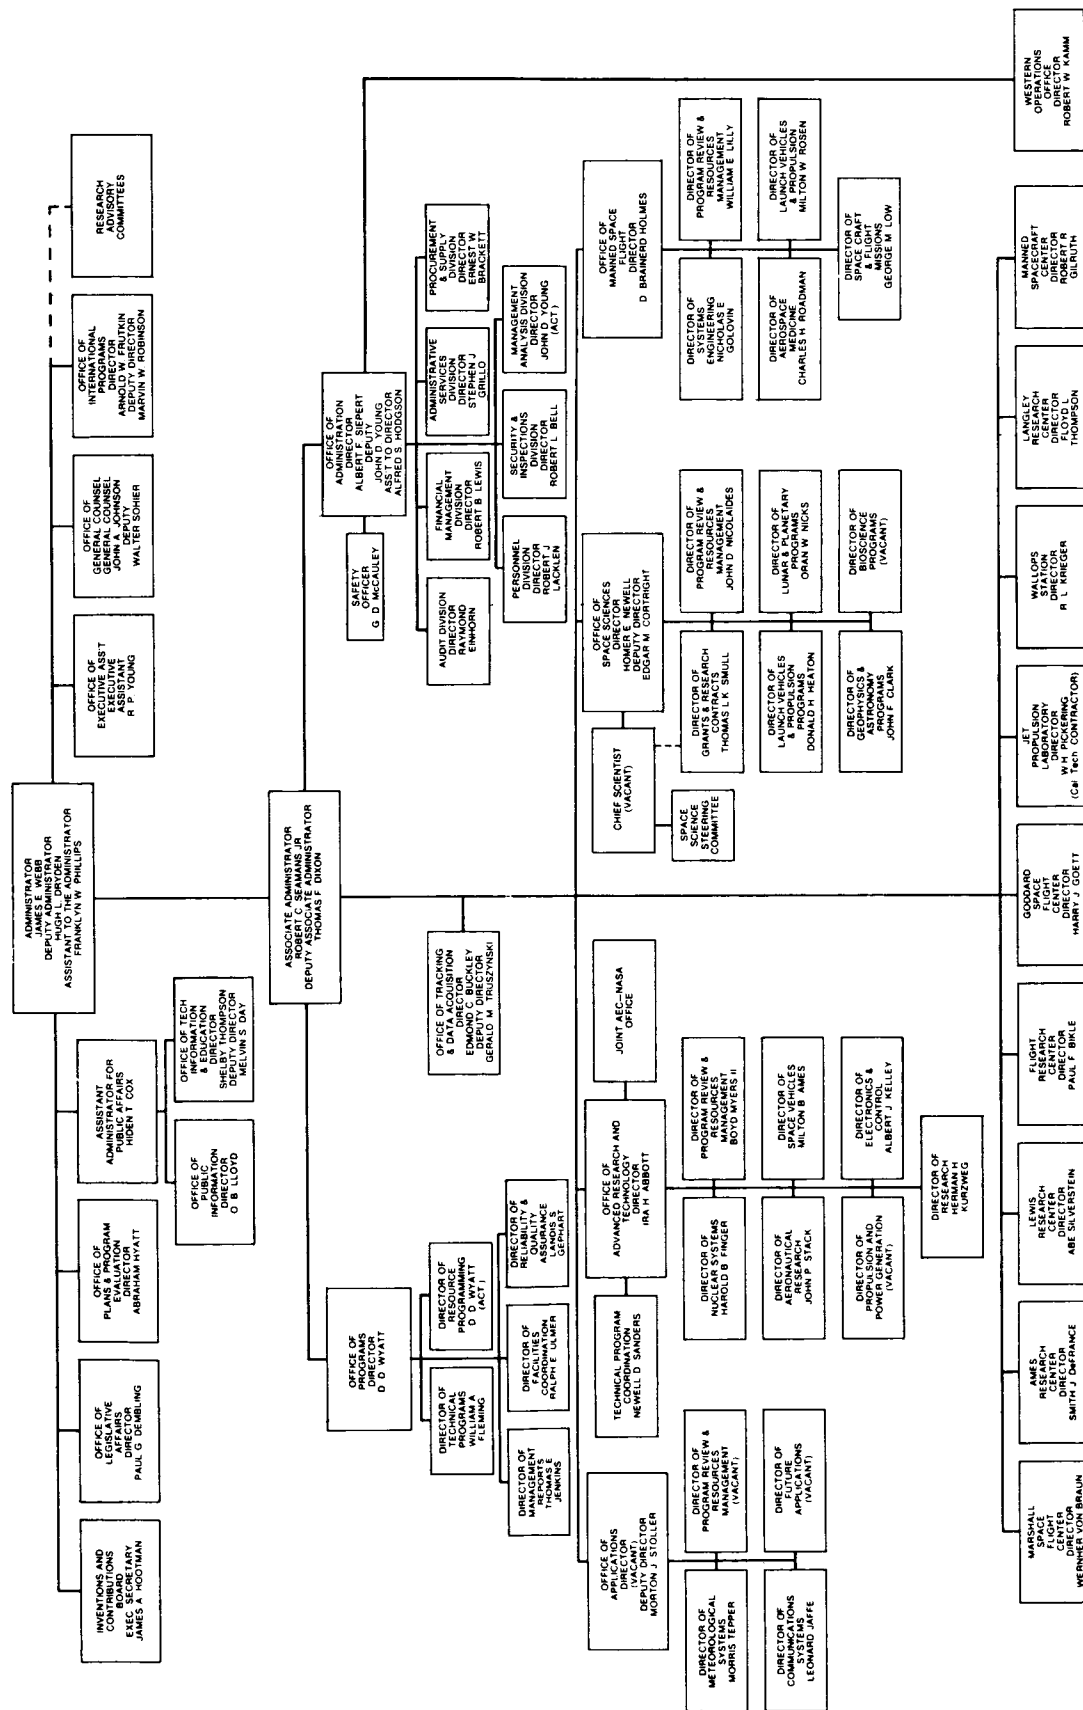 ADMINISTRATOR
JAMES E. WEBB
DEPUTY ADMINISTRATOR
HUGH L. DRYDEN
ASSISTANT TO THE ADMINISTRATOR
FRANKLYN W. PHILLIPS
INVENTIONS AND
CONTRIBUTIONS
BOARD
EXEC SECRETARY
JAMES A HOOTMAN
OFFICE OF
LEGISLATIVE
AFFAIRS
DIRECTOR
PAUL G DEMBLING
OFFICE OF
PLANS & PROGRAM
EVALUATION
DIRECTOR
ABRAHAM HYATT
ASSISTANT
ADMINISTRATOR FOR
PUBLIC AFFAIRS
HIDEN T COX
OFFICE OF
EXECUTIVE ASS'T
EXECUTIVE
ASSISTANT
R P. YOUNG
OFFICE OF
GENERAL COUNSEL
GENERAL COUNSEL
JOHN A JOHNSON
DEPUTY
WALTER SOHIER
OFFICE OF
INTERNATIONAL
PROGRAMS
DIRECTOR
ARNOLD W. FRUTKIN
DEPUTY DIRECTOR
MARVIN W. ROBINSON
RESEARCH
ADVISORY
COMMITTEES
OFFICE OF
PUBLIC
INFORMATION
DIRECTOR
O B LLOYD
OFFICE OF TECH
INFORMATION
& EDUCATION
DIRECTOR
SHELBY THOMPSON
DEPUTY DIRECTOR
MELVIN S DAY
ASSOCIATE ADMINISTRATOR
ROBERT C SEAMANS JR
DEPUTY ASSOCIATE ADMINISTRATOR
THOMAS F DIXON
OFFICE OF
PROGRAMS
DIRECTOR
D D WYATT
OFFICE OF TRACKING
& DATA ACQUISITION
DIRECTOR
EDMOND C BUCKLEY
DEPUTY DIRECTOR
GERALD M TRUSZYNSKI
OFFICE OF
ADMINISTRATION
DIRECTOR
ALBERT F. SIEPERT
DEPUTY
JOHN D YOUNG
ASS'T TO DIRECTOR
ALFRED S HODGSON
SAFETY
OFFICER
G D MCCAULEY
DIRECTOR OF
TECHNICAL
PROGRAMS
WILLIAM A
FLEMING
DIRECTOR OF
RESOURCE
PROGRAMMING
D D WYATT
(ACT)
DIRECTOR OF
MANAGEMENT
REPORTS
THOMAS E
JENKINS
DIRECTOR OF
FACILITIES
COORDINATION
RALPH E ULMER
DIRECTOR OF
RELIABILITY &
QUALITY
ASSURANCE
LANDIS S
GEPHART
AUDIT DIVISION
DIRECTOR
RAYMOND
EINHORN
FINANCIAL
MANAGEMENT
DIVISION
DIRECTOR
ROBERT B LEWIS
ADMINISTRATIVE
SERVICES
DIVISION
DIRECTOR
STEPHEN J
GRILLO
PROCUREMENT
& SUPPLY
DIVISION
DIRECTOR
ERNEST W
BRACKETT
PERSONNEL
DIVISION
DIRECTOR
ROBERT J
LACKLEN
SECURITY &
INSPECTIONS
DIVISION
DIRECTOR
ROBERT L BELL
MANAGEMENT
ANALYSIS DIVISION
DIRECTOR
JOHN D YOUNG
(ACT)
OFFICE OF
APPLICATIONS
DIRECTOR
(VACANT)
DEPUTY DIRECTOR
MORTON J STOLLER
TECHNICAL PROGRAM
COORDINATION
NEWELL D SANDERS
OFFICE OF
ADVANCED RESEARCH AND
TECHNOLOGY
DIRECTOR
IRA H ABBOTT
JOINT AEC-NASA
OFFICE
CHIEF SCIENTIST
(VACANT)
OFFICE OF
SPACE SCIENCES
DIRECTOR
HOMER E NEWELL
DEPUTY DIRECTOR
EDGAR M CORTRIGHT
OFFICE OF
MANNED SPACE
FLIGHT
DIRECTOR
D BRAINERD HOLMES
SPACE
SCIENCE
STEERING
COMMITTEE
DIRECTOR OF
METEOROLOGICAL
SYSTEMS
MORRIS TEPPER
DIRECTOR OF
PROGRAM REVIEW &
RESOURCES
MANAGEMENT
(VACANT)
DIRECTOR OF
COMMUNICATIONS
SYSTEMS
LEONARD JAFFE
DIRECTOR OF
FUTURE
APPLICATIONS
(VACANT)
DIRECTOR OF
NUCLEAR SYSTEMS
HAROLD B FINGER
DIRECTOR OF
PROGRAM REVIEW &
RESOURCES
MANAGEMENT
BOYD MYERS II
DIRECTOR OF
AERONAUTICAL
RESEARCH
JOHN P STACK
DIRECTOR OF
SPACE VEHICLES
MILTON B AMES
DIRECTOR OF
PROPULSION AND
POWER GENERATION
(VACANT)
DIRECTOR OF
ELECTRONICS &
CONTROL
ALBERT J KELLEY
DIRECTOR OF
RESEARCH
HERMAN H
KURZWEG
DIRECTOR OF
GRANTS & RESEARCH
CONTRACTS
THOMAS L K SMULL
DIRECTOR OF
PROGRAM REVIEW &
RESOURCES
MANAGEMENT
JOHN D NICOLAIDES
DIRECTOR OF
LAUNCH VEHICLES
& PROPULSION
PROGRAMS
DONALD H HEATON
DIRECTOR OF
LUNAR & PLANETARY
PROGRAMS
ORAN W NICKS
DIRECTOR OF
GEOPHYSICS &
ASTRONOMY
PROGRAMS
JOHN F CLARK
DIRECTOR OF
BIOSCIENCE
PROGRAMS
(VACANT)
DIRECTOR OF
SYSTEMS
ENGINEERING
NICHOLAS E
GOLOVIN
DIRECTOR OF
PROGRAM REVIEW &
RESOURCES
MANAGEMENT
WILLIAM E LILLY
DIRECTOR OF
AEROSPACE
MEDICINE
CHARLES H ROADMAN
DIRECTOR OF
LAUNCH VEHICLES
& PROPULSION
MILTON W ROSEN
DIRECTOR OF
SPACE CRAFT
& FLIGHT
MISSIONS
GEORGE M LOW
MARSHALL
SPACE
FLIGHT
CENTER
DIRECTOR
WERNHER VON BRAUN
AMES
RESEARCH
CENTER
DIRECTOR
SMITH J DeFRANCE
LEWIS
RESEARCH
CENTER
DIRECTOR
ABE SILVERSTEIN
FLIGHT
RESEARCH
CENTER
DIRECTOR
PAUL F BIKLE
GODDARD
SPACE
FLIGHT
CENTER
DIRECTOR
HARRY J GOETT
JET
PROPULSION
LABORATORY
DIRECTOR
W H PICKERING
(Cal Tech CONTRACTOR)
WALLOPS
STATION
DIRECTOR
R L KRIEGER
LANGLEY
RESEARCH
CENTER
DIRECTOR
FLOYD L
THOMPSON
MANNED
SPACECRAFT
CENTER
DIRECTOR
ROBERT R
GILRUTH
WESTERN
OPERATIONS
OFFICE
DIRECTOR
ROBERT W KAMM